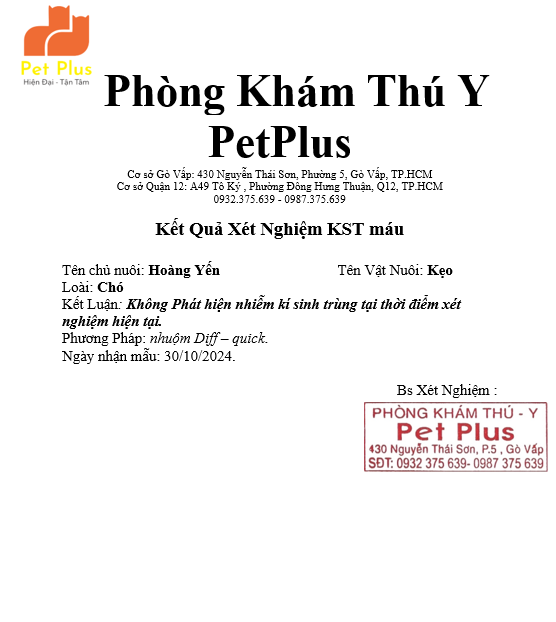 Pet Plus
Hiện Đại - Tận Tâm
Phòng Khám Thú Y
PetPlus
Cơ sở Gò Vấp: 430 Nguyễn Thái Sơn, Phường 5, Gò Vấp, TP.HCM
Cơ sở Quận 12: A49 Tô Ký , Phường Đông Hưng Thuận, Q12, TP.HCM
0932.375.639 - 0987.375.639
Kết Quả Xét Nghiệm KST máu
Tên chủ nuôi: Hoàng Yến Tên Vật Nuôi: Kẹo
Loài: Chó
Kết Luận: Không Phát hiện nhiễm kí sinh trùng tại thời điểm xét
nghiệm hiện tại.
Phương Pháp: nhuộm Diff – quick.
Ngày nhận mẫu: 30/10/2024.
Bs Xét Nghiệm :
PHÒNG KHÁM THÚ - Y
Pet Plus
430 Nguyễn Thái Sơn, P.5 , Gò Vấp
SĐT: 0932 375 639- 0987 375 639